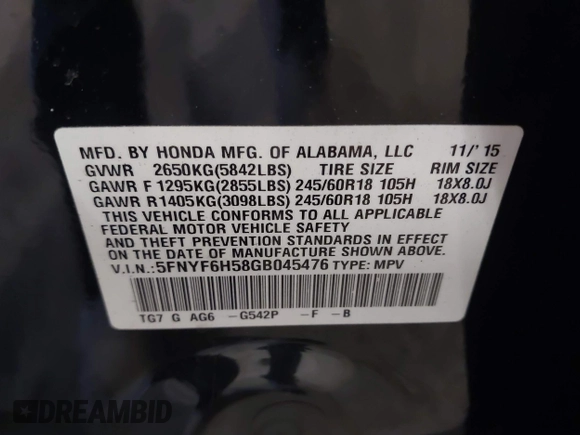 MFD. BY HONDA MFG. OF ALABAMA, LLC 11/'15
GVWR 2650KG(5842LBS) TIRE SIZE RIM SIZE
GAWR F 1295KG(2855LBS) 245/60R18 105H 18X8.0J
GAWR R1405KG(3098LBS) 245/60R18 105H 18X8.0J
THIS VEHICLE CONFORMS TO ALL APPLICABLE
FEDERAL MOTOR VEHICLE SAFETY
AND THEFT PREVENTION STANDARDS IN EFFECT
ON THE DATE OF MANUFACTURE SHOWN ABOVE.
V.I.N.:5FNYF6H58GB045476 TYPE: MPV
TG7 G AG6 -G542P -F -B
DREAMBID